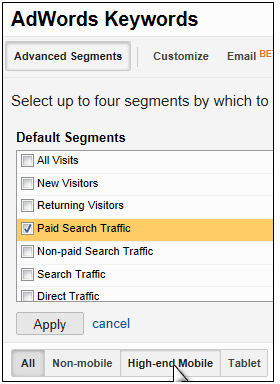 AdWords Keywords
Advanced Segments Customize Email BE
Select up to four segments by which to
Default Segments
All Visits
New Visitors
Returning Visitors
Paid Search Traffic
Non-paid Search Traffic
Search Traffic
Direct Traffic
Apply cancel
All Non-mobile High-end Mobile Tablet